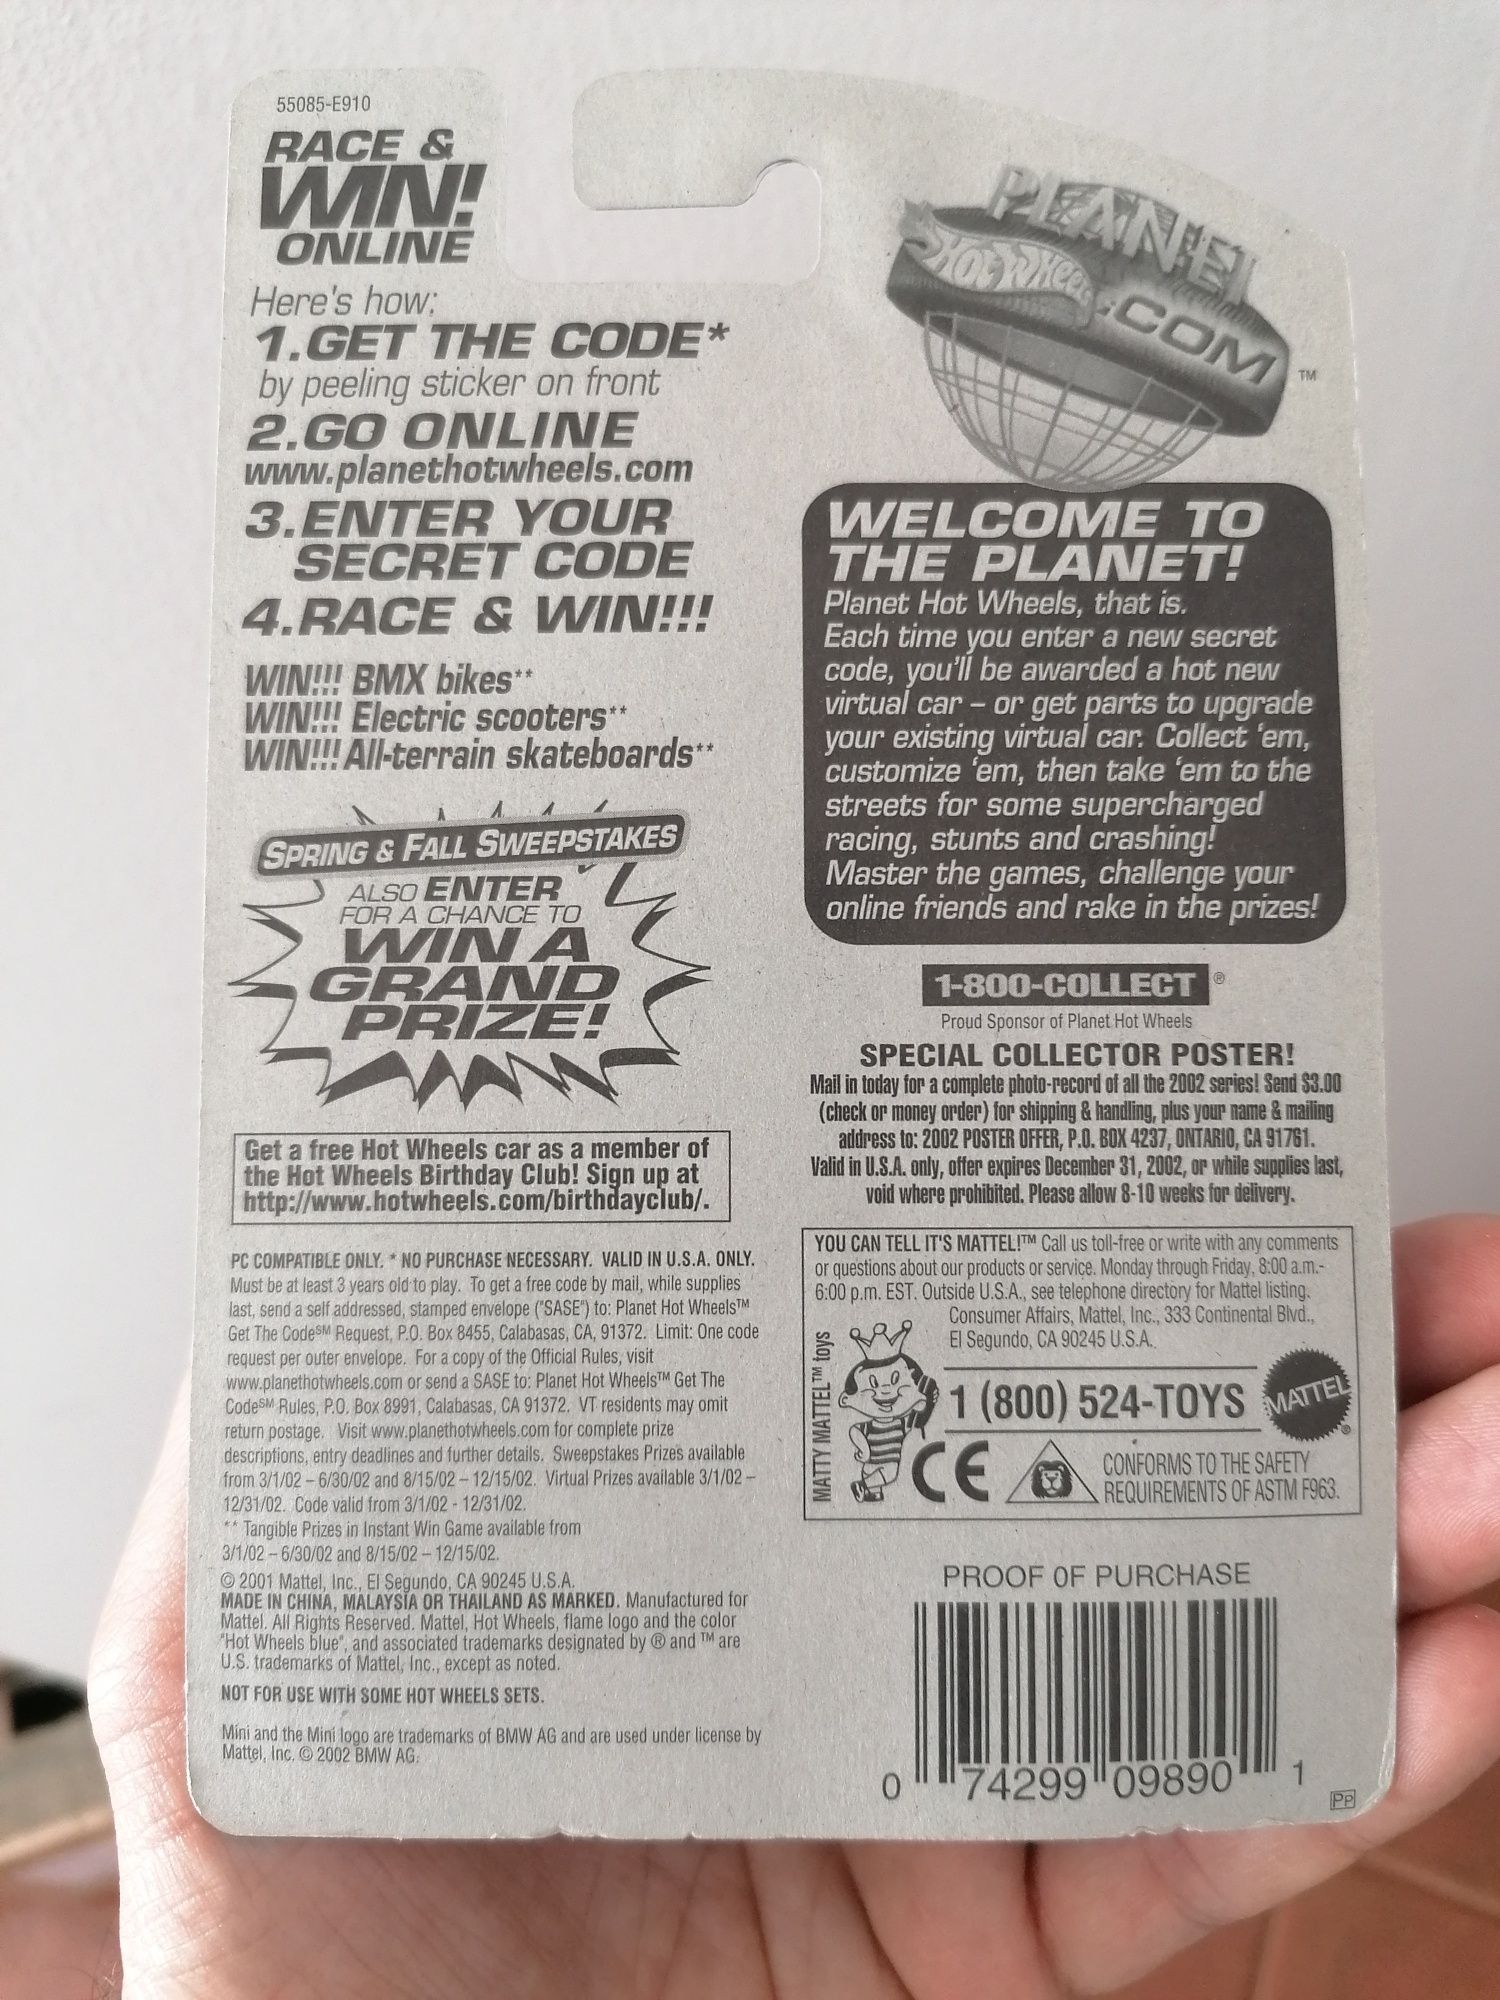 55085-E910
RACE &
WIN!
ONLINE
Here's how:
1.GET THE CODE*
by peeling sticker on front
2.GO ONLINE
www.planethotwheels.com
3.ENTER YOUR
SECRET CODE
4.RACE & WIN!!!
WIN!!! BMX bikes**
WIN!!! Electric scooters**
WIN!!! All-terrain skateboards**
SPRING & FALL SWEEPSTAKES
ALSO ENTER
FOR A CHANCE TO
WIN A
GRAND
PRIZE!
Get a free Hot Wheels car as a member of
the Hot Wheels Birthday Club! Sign up at
http://www.hotwheels.com/birthdayclub/.
PC COMPATIBLE ONLY. * NO PURCHASE NECESSARY. VALID IN U.S.A. ONLY.
Must be at least 3 years old to play. To get a free code by mail, while supplies
last, send a self addressed, stamped envelope ("SASE") to: Planet Hot Wheels™
Get The Code℠ Request, P.O. Box 8455, Calabasas, CA, 91372. Limit: One code
request per outer envelope. For a copy of the Official Rules, visit
www.planethotwheels.com or send a SASE to: Planet Hot Wheels™ Get The
Code℠ Rules, P.O. Box 8991, Calabasas, CA 91372. VT residents may omit
return postage. Visit www.planethotwheels.com for complete prize
descriptions, entry deadlines and further details. Sweepstakes Prizes available
from 3/1/02 – 6/30/02 and 8/15/02 – 12/15/02. Virtual Prizes available 3/1/02 –
12/31/02. Code valid from 3/1/02 - 12/31/02.
** Tangible Prizes in Instant Win Game available from
3/1/02 – 6/30/02 and 8/15/02 – 12/15/02.
© 2001 Mattel, Inc., El Segundo, CA 90245 U.S.A.
MADE IN CHINA, MALAYSIA OR THAILAND AS MARKED. Manufactured for
Mattel. All Rights Reserved. Mattel, Hot Wheels, flame logo and the color
"Hot Wheels blue", and associated trademarks designated by ® and ™ are
U.S. trademarks of Mattel, Inc., except as noted.
NOT FOR USE WITH SOME HOT WHEELS SETS.
Mini and the Mini logo are trademarks of BMW AG and are used under license by
Mattel, Inc. © 2002 BMW AG.
PLANET
HOT WHEELS
.COM
™
WELCOME TO
THE PLANET!
Planet Hot Wheels, that is.
Each time you enter a new secret
code, you'll be awarded a hot new
virtual car – or get parts to upgrade
your existing virtual car. Collect 'em,
customize 'em, then take 'em to the
streets for some supercharged
racing, stunts and crashing!
Master the games, challenge your
online friends and rake in the prizes!
1-800-COLLECT®
Proud Sponsor of Planet Hot Wheels
SPECIAL COLLECTOR POSTER!
Mail in today for a complete photo-record of all the 2002 series! Send $3.00
(check or money order) for shipping & handling, plus your name & mailing
address to: 2002 POSTER OFFER, P.O. BOX 4237, ONTARIO, CA 91761.
Valid in U.S.A. only, offer expires December 31, 2002, or while supplies last,
void where prohibited. Please allow 8-10 weeks for delivery.
YOU CAN TELL IT'S MATTEL!™ Call us toll-free or write with any comments
or questions about our products or service. Monday through Friday, 8:00 a.m.-
6:00 p.m. EST. Outside U.S.A., see telephone directory for Mattel listing.
Consumer Affairs, Mattel, Inc., 333 Continental Blvd.,
El Segundo, CA 90245 U.S.A.
MATTY MATTEL™ toys
1 (800) 524-TOYS
MATTEL®
CE
CONFORMS TO THE SAFETY
REQUIREMENTS OF ASTM F963.
PROOF OF PURCHASE
0 74299 09890 1
PP